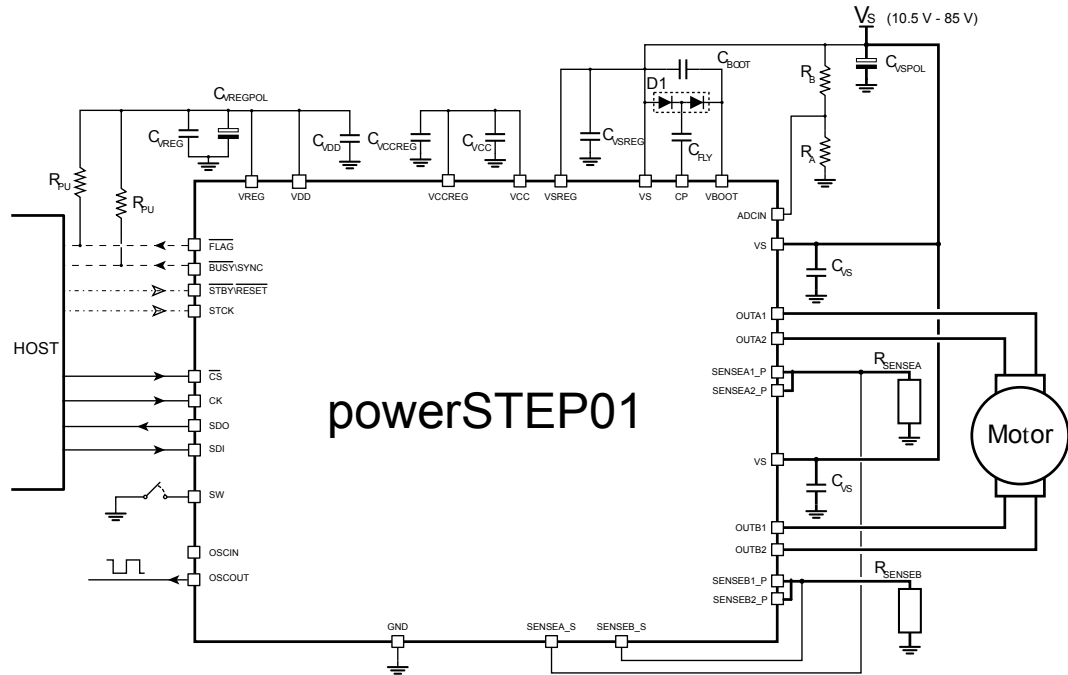 VS (10.5 V - 85 V)
CBOOT
CVSPOL
RB
D1
CVREGPOL
CVREG
CVDD
CVCCREG
CVCC
CVSREG
CFLY
RA
RPU
RPU
VREG
VDD
VCCREG
VCC
VSREG
VS
CP
VBOOT
ADCIN
FLAG
VS
BUSY\SYNC
CVS
STBY\RESET
STCK
OUTA1
OUTA2
HOST
RSENSEA
SENSEA1_P
SENSEA2_P
CS
CK
SDO
SDI
powerSTEP01
Motor
VS
CVS
SW
OUTB1
OUTB2
OSCIN
OSCOUT
RSENSEB
SENSEB1_P
SENSEB2_P
GND
SENSEA_S
SENSEB_S